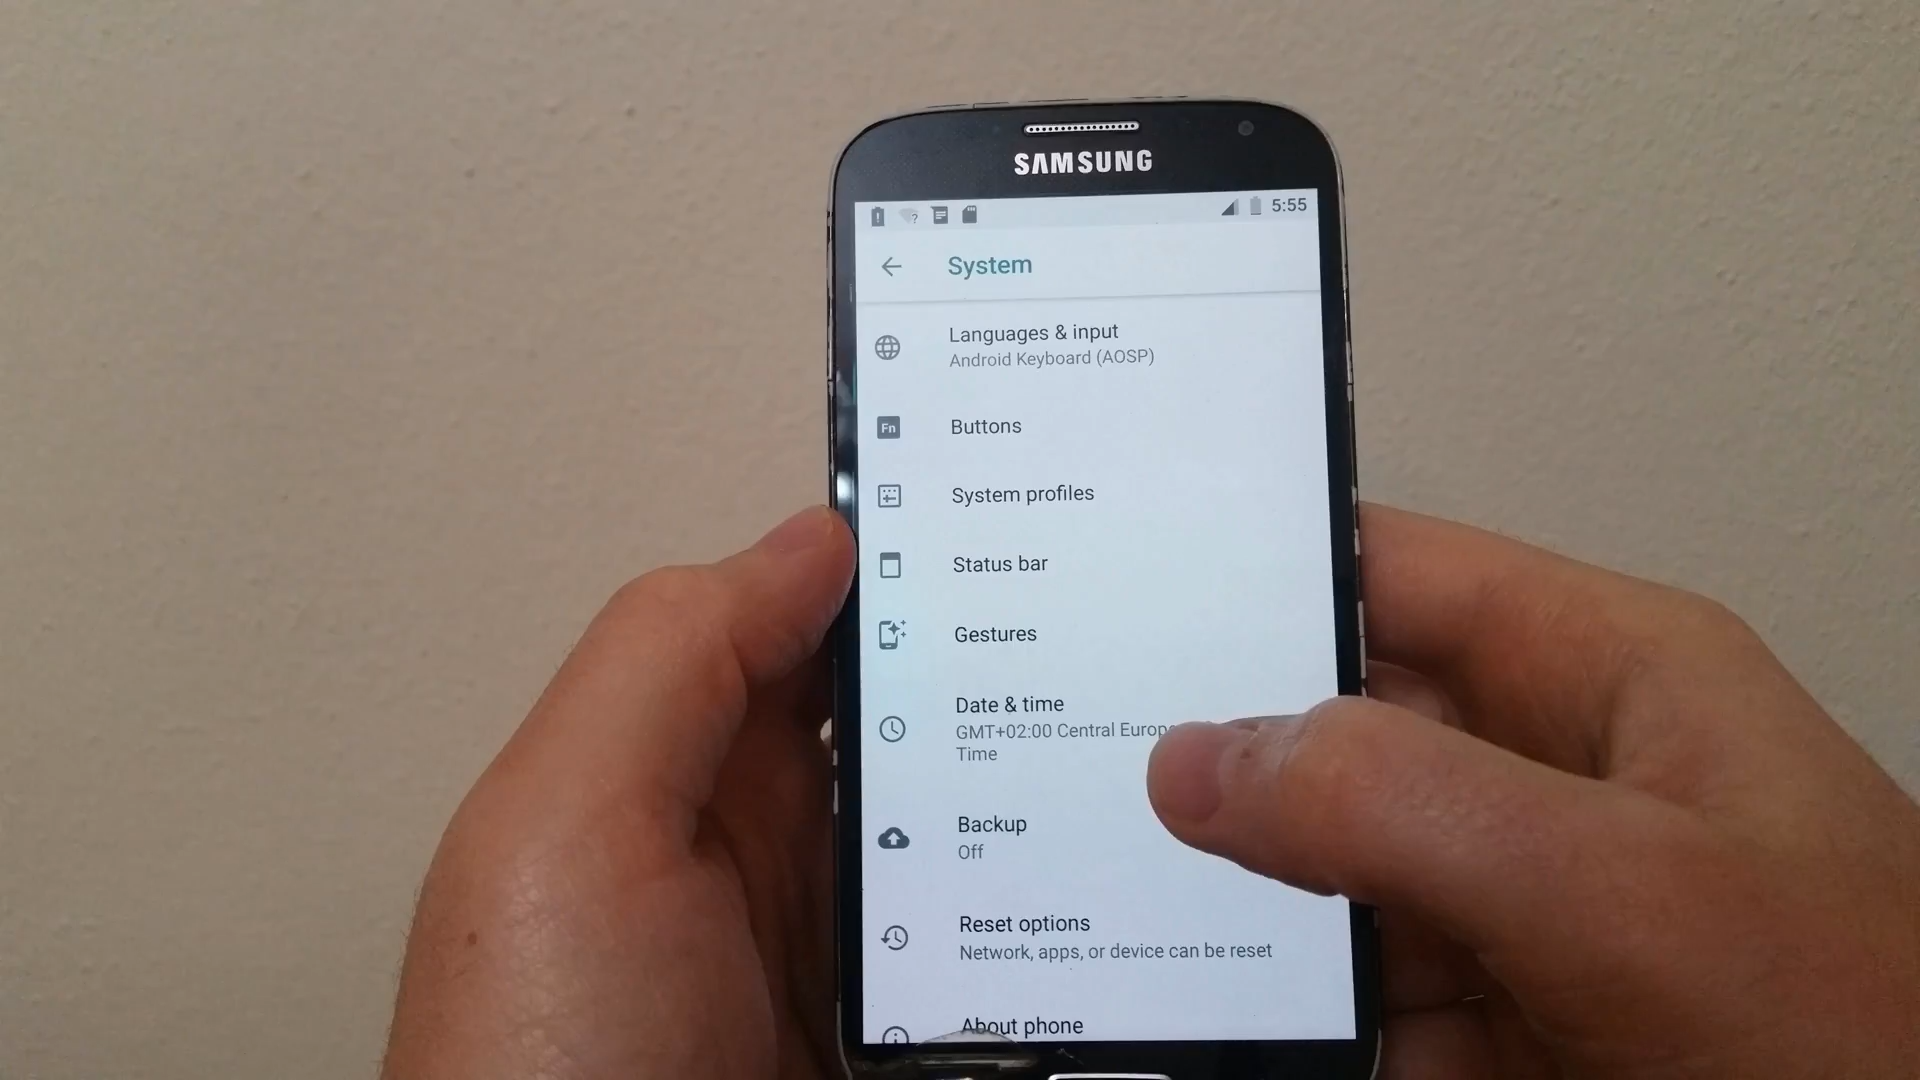 SAMSUNG
5:55
System
Languages & input
Android Keyboard (AOSP)
Fn
Buttons
System profiles
Status bar
Gestures
Date & time
GMT+02:00 Central
Time
Backup
Off
Reset options
Network, apps, or device can be reset
About phone